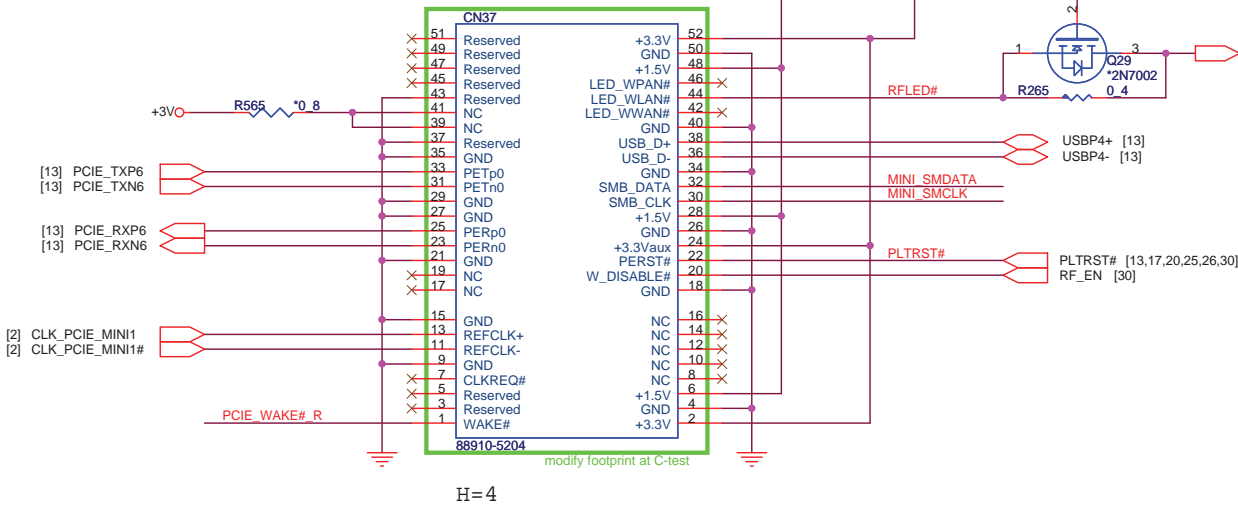 CN37
51 Reserved +3.3V 52
49 Reserved GND 50
47 Reserved +1.5V 48
45 Reserved LED_WPAN# 46
43 Reserved LED_WLAN# 44 RFLED#
+3V R565 *0_8 41 NC LED_WWAN# 42
39 NC GND 40
37 Reserved USB_D+ 38 USBP4+ [13]
35 GND USB_D- 36 USBP4- [13]
[13] PCIE_TXP6 33 PETp0 GND 34
[13] PCIE_TXN6 31 PETn0 SMB_DATA 32 MINI_SMDATA
29 GND SMB_CLK 30 MINI_SMCLK
27 GND +1.5V 28
[13] PCIE_RXP6 25 PERp0 GND 26
[13] PCIE_RXN6 23 PERn0 +3.3Vaux 24
21 GND PERST# 22 PLTRST# PLTRST# [13,17,20,25,26,30]
19 NC W_DISABLE# 20 RF_EN [30]
17 NC GND 18
15 GND NC 16
[2] CLK_PCIE_MINI1 13 REFCLK+ NC 14
[2] CLK_PCIE_MINI1# 11 REFCLK- NC 12
9 GND NC 10
7 CLKREQ# NC 8
5 Reserved +1.5V 6
3 Reserved GND 4
PCIE_WAKE#_R 1 WAKE# +3.3V 2
88910-5204
modify footprint at C-test
H=4
2
1 3
Q29
*2N7002
R265 0_4